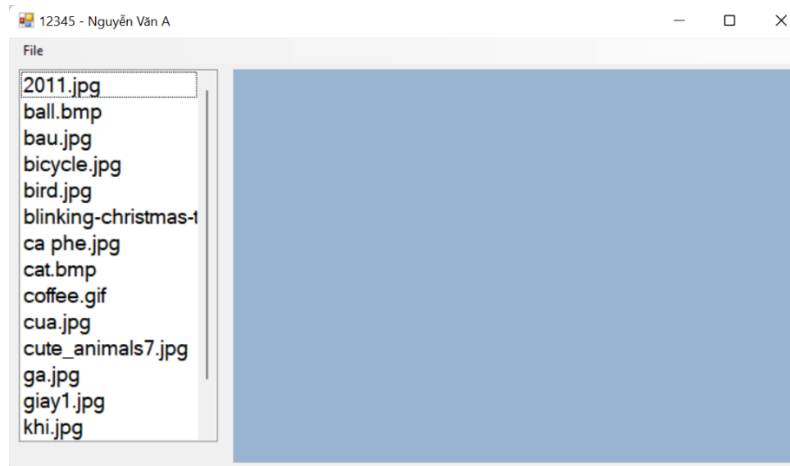 12345 - Nguyễn Văn A
File
2011.jpg
ball.bmp
bau.jpg
bicycle.jpg
bird.jpg
blinking-christmas-t
ca phe.jpg
cat.bmp
coffee.gif
cua.jpg
cute_animals7.jpg
ga.jpg
giay1.jpg
khi.jpg